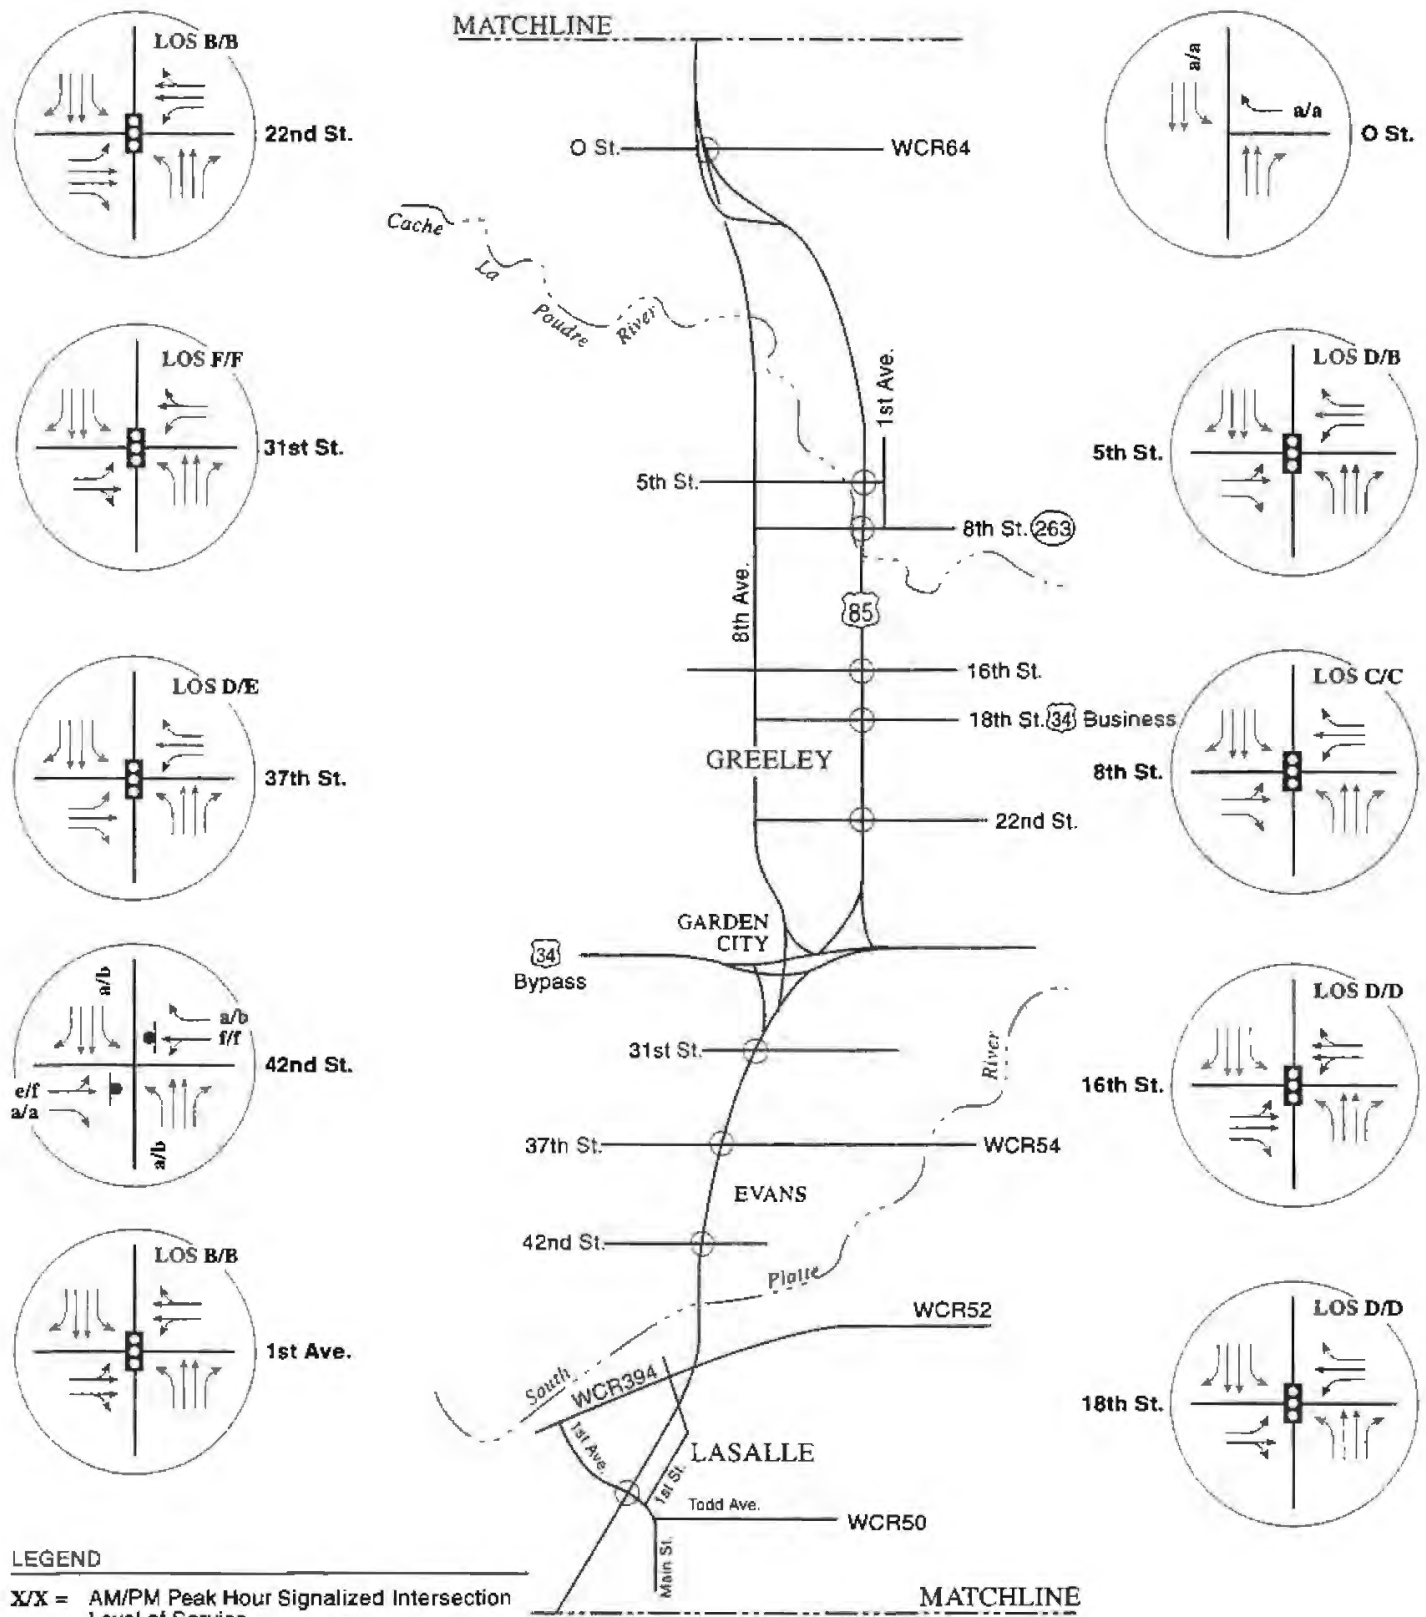 MATCHLINE
LOS B/B
22nd St.
LOS F/F
31st St.
LOS D/E
37th St.
a/b
a/b
f/f
e/f
a/a
a/b
42nd St.
LOS B/B
1st Ave.
O St.
WCR64
Cache
La
Poudre
River
1st Ave.
5th St.
8th St. 263
8th Ave.
85
16th St.
18th St. 34 Business
GREELEY
22nd St.
GARDEN
CITY
34
Bypass
31st St.
River
37th St.
WCR54
EVANS
42nd St.
Platte
WCR52
South
WCR394
1st Ave.
LASALLE
1st St.
Todd Ave.
WCR50
Main St.
MATCHLINE
a/a
a/a
O St.
LOS D/B
5th St.
LOS C/C
8th St.
LOS D/D
16th St.
LOS D/D
18th St.
LEGEND
X/X = AM/PM Peak Hour Signalized Intersection
Level of Service